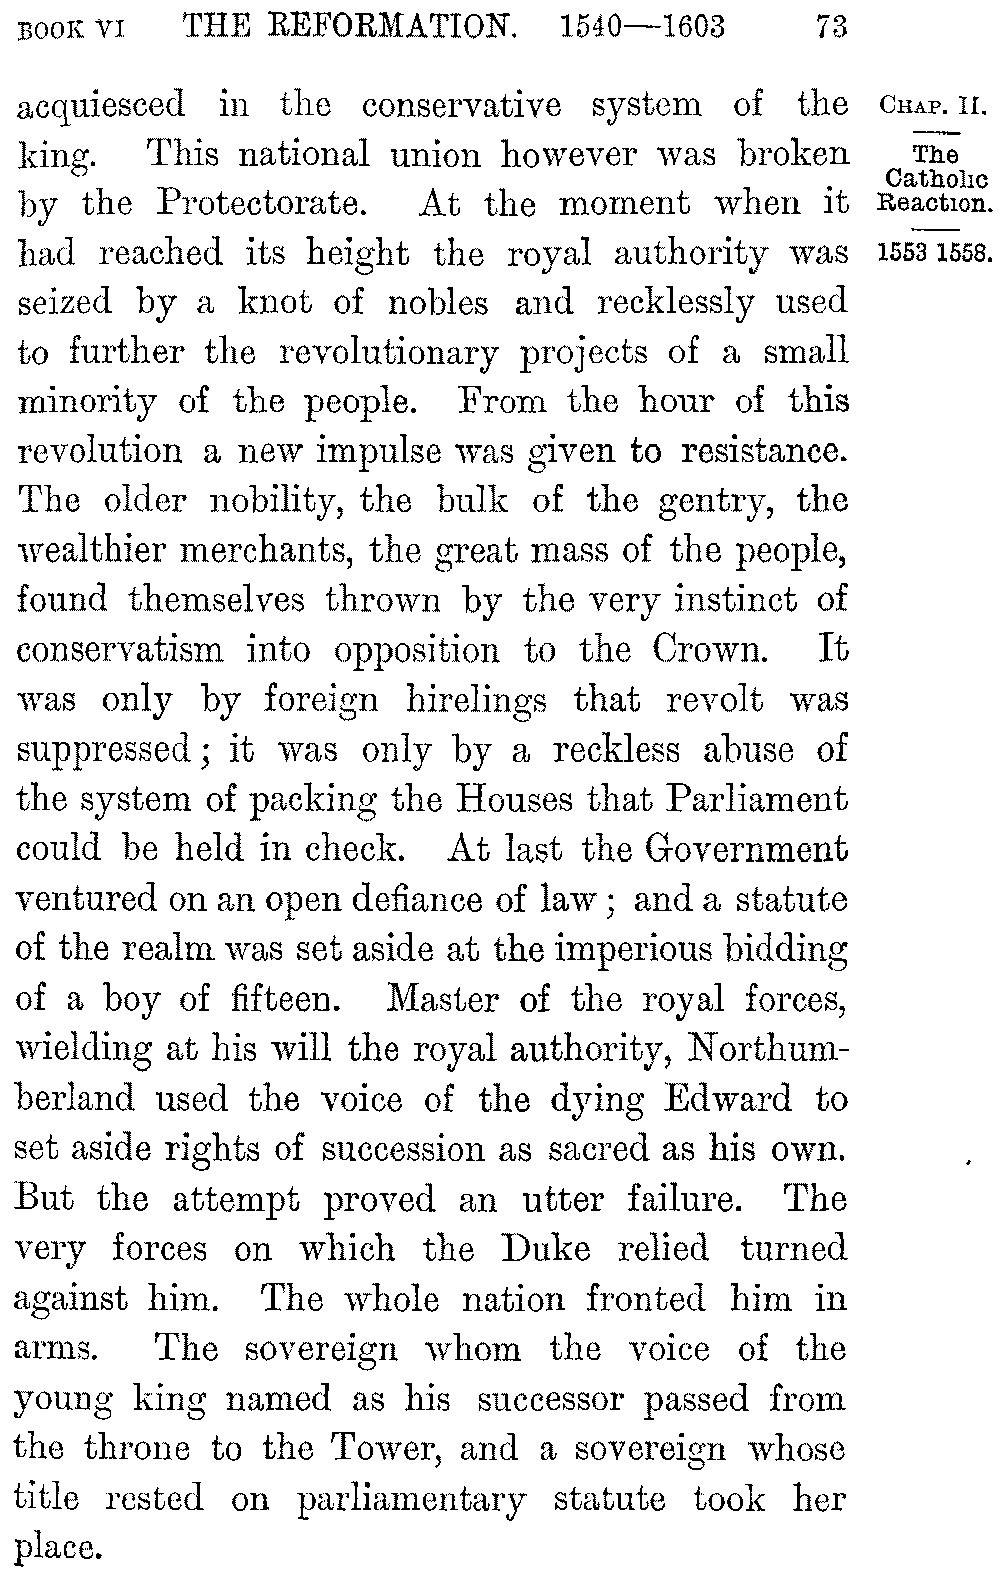 BOOK VI THE REFORMATION. 1540—1603 73
CHAP. II.
The
Catholic
Reaction.
1553 1558.
acquiesced in the conservative system of the
king. This national union however was broken
by the Protectorate. At the moment when it
had reached its height the royal authority was
seized by a knot of nobles and recklessly used
to further the revolutionary projects of a small
minority of the people. From the hour of this
revolution a new impulse was given to resistance.
The older nobility, the bulk of the gentry, the
wealthier merchants, the great mass of the people,
found themselves thrown by the very instinct of
conservatism into opposition to the Crown. It
was only by foreign hirelings that revolt was
suppressed; it was only by a reckless abuse of
the system of packing the Houses that Parliament
could be held in check. At last the Government
ventured on an open defiance of law; and a statute
of the realm was set aside at the imperious bidding
of a boy of fifteen. Master of the royal forces,
wielding at his will the royal authority, Northum-
berland used the voice of the dying Edward to
set aside rights of succession as sacred as his own.
But the attempt proved an utter failure. The
very forces on which the Duke relied turned
against him. The whole nation fronted him in
arms. The sovereign whom the voice of the
young king named as his successor passed from
the throne to the Tower, and a sovereign whose
title rested on parliamentary statute took her
place.